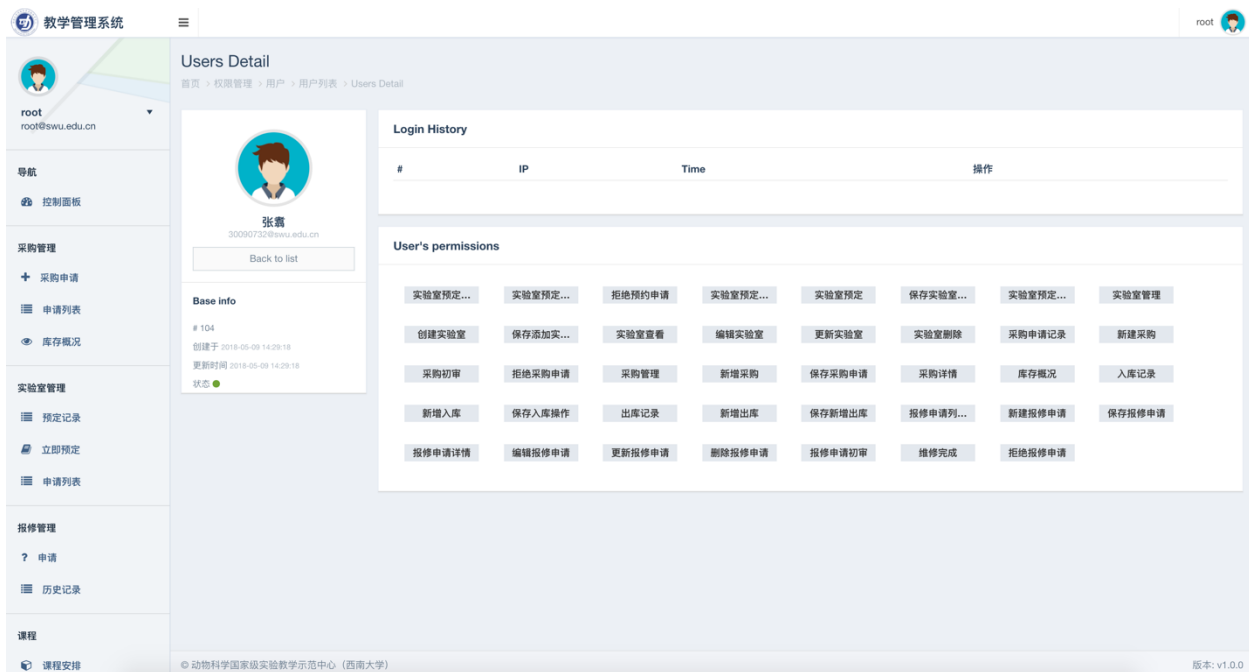 教学管理系统
root
root
root@swu.edu.cn
导航
控制面板
采购管理
采购申请
申请列表
库存概况
实验室管理
预定记录
立即预定
申请列表
报修管理
? 申请
历史记录
课程
课程安排
Users Detail
首页 > 权限管理 > 用户 > 用户列表 > Users Detail
张翥
30090732@swu.edu.cn
Back to list
Base info
# 104
创建于 2018-05-09 14:29:18
更新时间 2018-05-09 14:29:18
状态
Login History
# IP Time 操作
User's permissions
实验室预定... 实验室预定... 拒绝预约申请 实验室预定... 实验室预定 保存实验室... 实验室预定... 实验室管理
创建实验室 保存添加实... 实验室查看 编辑实验室 更新实验室 实验室删除 采购申请记录 新建采购
采购初审 拒绝采购申请 采购管理 新增采购 保存采购申请 采购详情 库存概况 入库记录
新增入库 保存入库操作 出库记录 新增出库 保存新增出库 报修申请列... 新建报修申请 保存报修申请
报修申请详情 编辑报修申请 更新报修申请 删除报修申请 报修申请初审 维修完成 拒绝报修申请
© 动物科学国家级实验教学示范中心（西南大学）
版本: v1.0.0